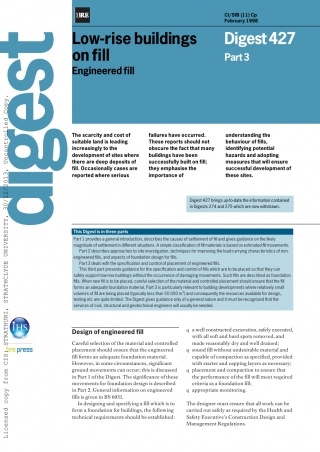 BRE
CI/SfB (11) Cp
February 1998
Low-rise buildings
on fill
Engineered fill
Digest 427
Part 3
digest
The scarcity and cost of
suitable land is leading
increasingly to the
development of sites where
there are deep deposits of
fill. Occasionally cases are
reported where serious
failures have occurred.
These reports should not
obscure the fact that many
buildings have been
successfully built on fill;
they emphasise the
importance of
understanding the
behaviour of fills,
identifying potential
hazards and adopting
measures that will ensure
successful development of
these sites.
Digest 427 brings up-to-date the information contained
in Digests 274 and 275 which are now withdrawn.
This Digest is in three parts
Part 1 provides a general introduction, describes the causes of settlement of fill and gives guidance on the likely
magnitude of settlement in different situations. A simple classification of fill materials is based on estimated fill movements.
Part 2 describes approaches to site investigation, techniques for improving the load carrying characteristics of non-
engineered fills, and aspects of foundation design for fills.
Part 3 deals with the specification and control of placement of engineered fills.
This third part presents guidance for the specification and control of fills which are to be placed so that they can
safely support low-rise buildings without the occurrence of damaging movements. Such fills are described as foundation
fills. When new fill is to be placed, careful selection of the material and controlled placement should ensure that the fill
forms an adequate foundation material. Part 3 is particularly relevant to building developments where relatively small
volumes of fill are being placed (typically less than 50 000 m³) and consequently the resources available for design,
testing etc are quite limited. The Digest gives guidance only of a general nature and it must be recognised that the
services of civil, structural and geotechnical engineers will usually be needed.
Design of engineered fill
Careful selection of the material and controlled
placement should ensure that the engineered
fill forms an adequate foundation material.
However, in some circumstances, significant
ground movements can occur; this is discussed
in Part 1 of the Digest. The significance of these
movements for foundation design is described
in Part 2. General information on engineered
fills is given in BS 6031.
In designing and specifying a fill which is to
form a foundation for buildings, the following
technical requirements should be established:
q a well constructed excavation, safely executed,
with all soft and hard spots removed, and
made reasonably dry and well drained;
q sound fill without undesirable material and
capable of compaction as specified, provided
with starter and capping layers as necessary;
q placement and compaction to ensure that
the performance of the fill will meet required
criteria as a foundation fill;
q appropriate monitoring.
The designer must ensure that all work can be
carried out safely as required by the Health and
Safety Executive's Construction Design and
Management Regulations.
IHS
press
Licensed copy from CIS: STRATHUNI, STRATHCLYDE UNIVERSITY, 30/12/2013, Uncontrolled Copy.